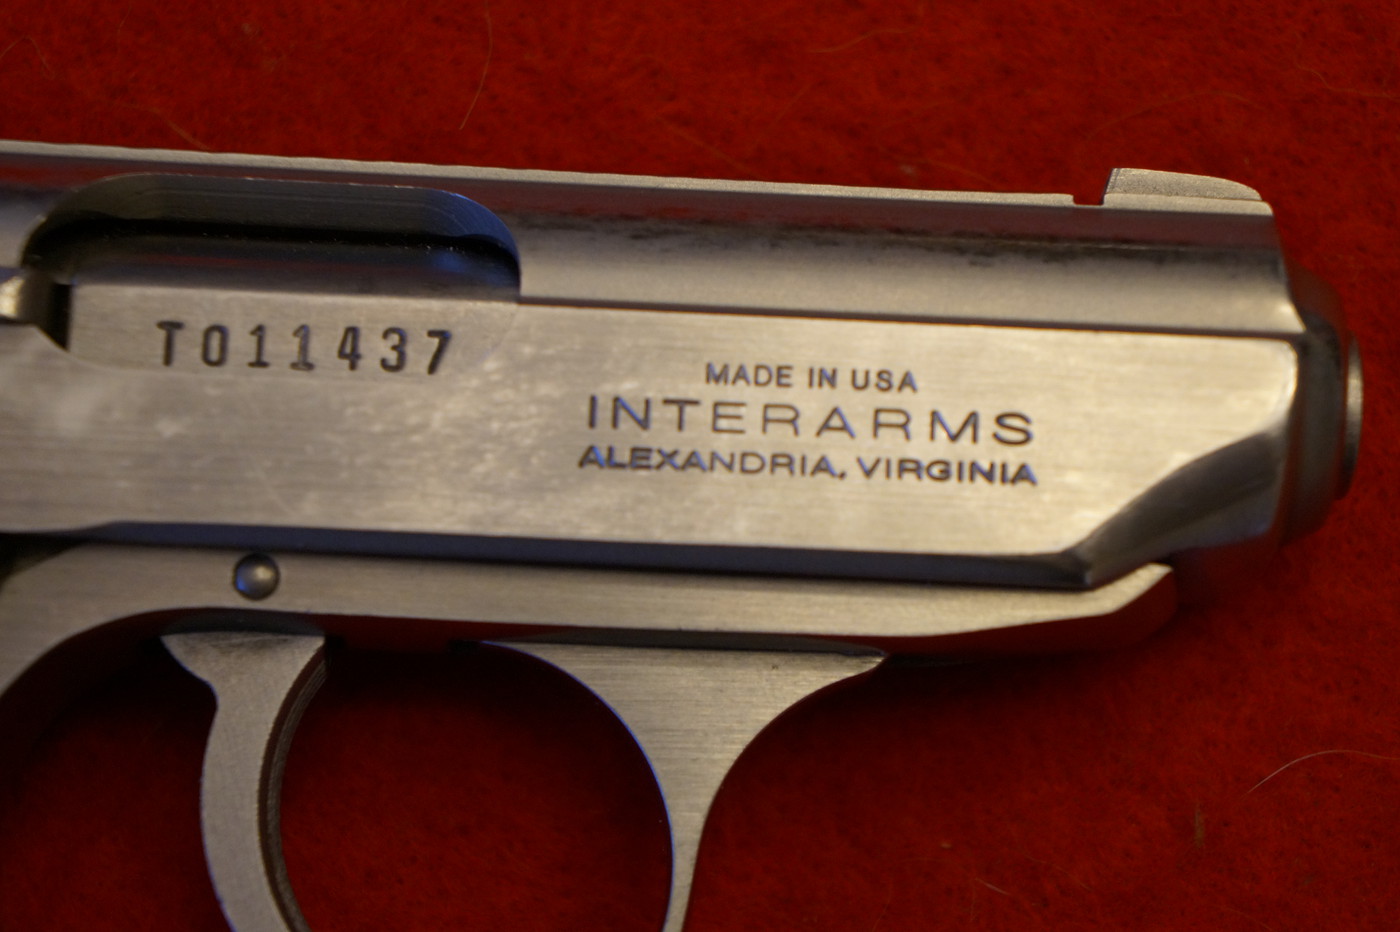 T011437
MADE IN USA
INTERARMS
ALEXANDRIA, VIRGINIA